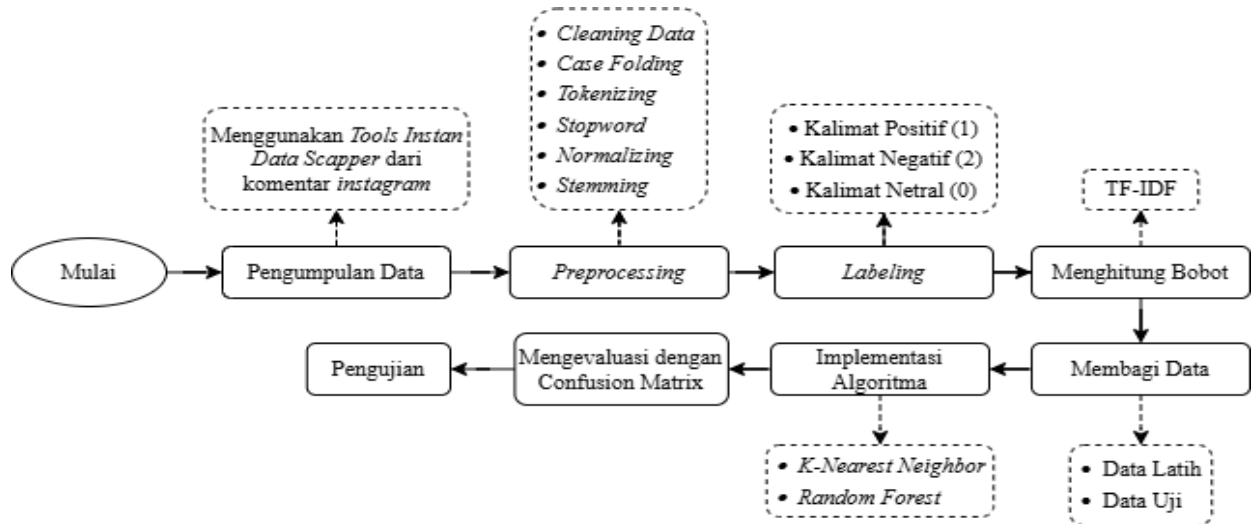 • Cleaning Data
• Case Folding
• Tokenizing
• Stopword
• Normalizing
• Stemming
Menggunakan Tools Instan
Data Scapper dari
komentar instagram
• Kalimat Positif (1)
• Kalimat Negatif (2)
• Kalimat Netral (0)
TF-IDF
Mulai
Pengumpulan Data
Preprocessing
Labeling
Menghitung Bobot
Pengujian
Mengevaluasi dengan
Confusion Matrix
Implementasi
Algoritma
Membagi Data
• K-Nearest Neighbor
• Random Forest
• Data Latih
• Data Uji